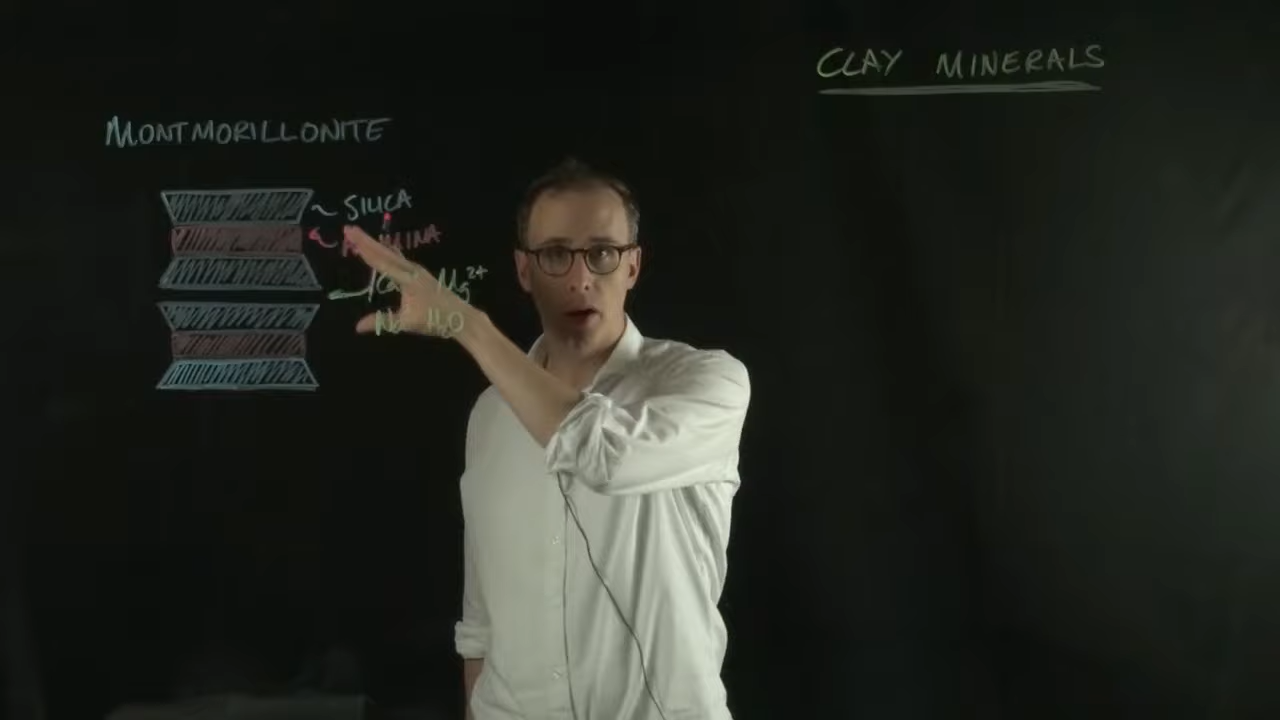 CLAY MINERALS
MONTMORILLONITE
~ SILICA
Mg2+
H2O